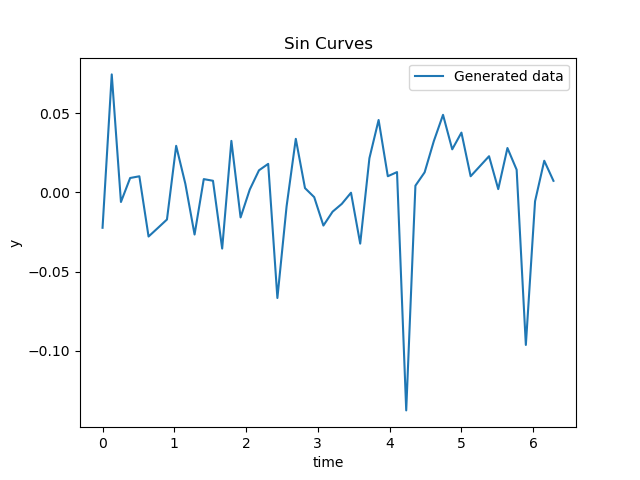 Sin Curves
Generated data
y
0.05
0.00
−0.05
−0.10
0 1 2 3 4 5 6
time